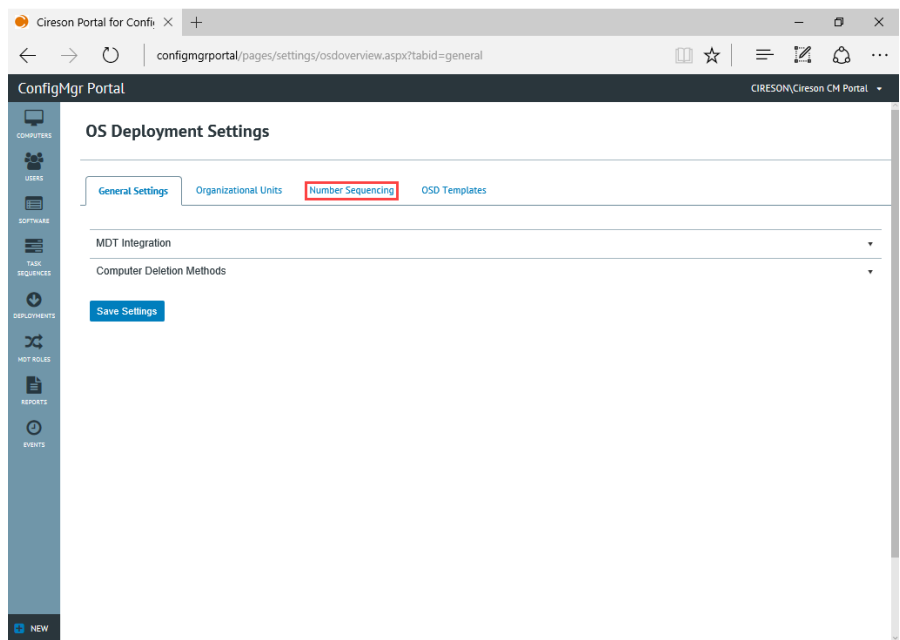 Cireson Portal for Confi
configmgrportal/pages/settings/osdoverview.aspx?tabid=general
ConfigMgr Portal
CIRESON\Cireson CM Portal
COMPUTERS
USERS
SOFTWARE
TASK
SEQUENCES
DEPLOYMENTS
MDT ROLES
REPORTS
EVENTS
NEW
OS Deployment Settings
General Settings Organizational Units Number Sequencing OSD Templates
MDT Integration
Computer Deletion Methods
Save Settings